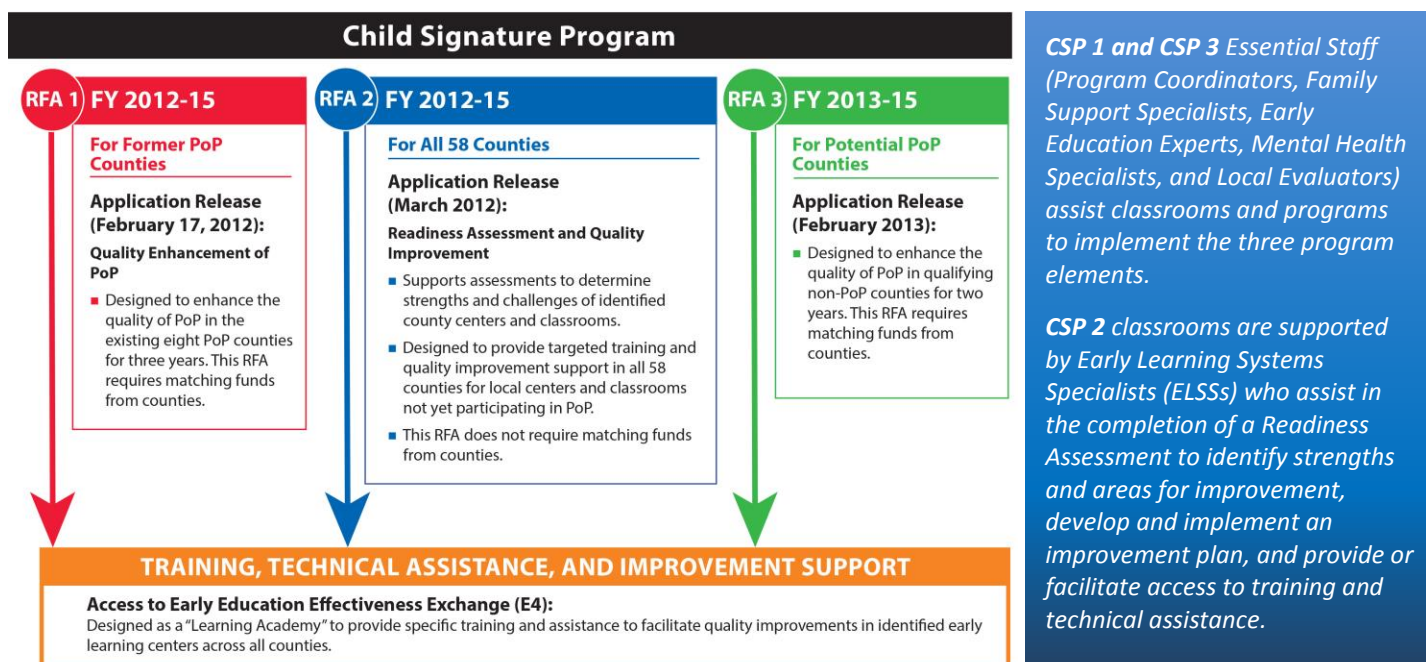 Child Signature Program
RFA 1 FY 2012-15
For Former PoP
Counties
Application Release
(February 17, 2012):
Quality Enhancement of
PoP
■ Designed to enhance the
quality of PoP in the
existing eight PoP counties
for three years. This RFA
requires matching funds
from counties.
RFA 2 FY 2012-15
For All 58 Counties
Application Release
(March 2012):
Readiness Assessment and Quality
Improvement
■ Supports assessments to determine
strengths and challenges of identified
county centers and classrooms.
■ Designed to provide targeted training and
quality improvement support in all 58
counties for local centers and classrooms
not yet participating in PoP.
■ This RFA does not require matching funds
from counties.
RFA 3 FY 2013-15
For Potential PoP
Counties
Application Release
(February 2013):
■ Designed to enhance the
quality of PoP in qualifying
non-PoP counties for two
years. This RFA requires
matching funds from
counties.
TRAINING, TECHNICAL ASSISTANCE, AND IMPROVEMENT SUPPORT
Access to Early Education Effectiveness Exchange (E4):
Designed as a "Learning Academy" to provide specific training and assistance to facilitate quality improvements in identified early
learning centers across all counties.
CSP 1 and CSP 3 Essential Staff
(Program Coordinators, Family
Support Specialists, Early
Education Experts, Mental Health
Specialists, and Local Evaluators)
assist classrooms and programs
to implement the three program
elements.
CSP 2 classrooms are supported
by Early Learning Systems
Specialists (ELSSs) who assist in
the completion of a Readiness
Assessment to identify strengths
and areas for improvement,
develop and implement an
improvement plan, and provide or
facilitate access to training and
technical assistance.